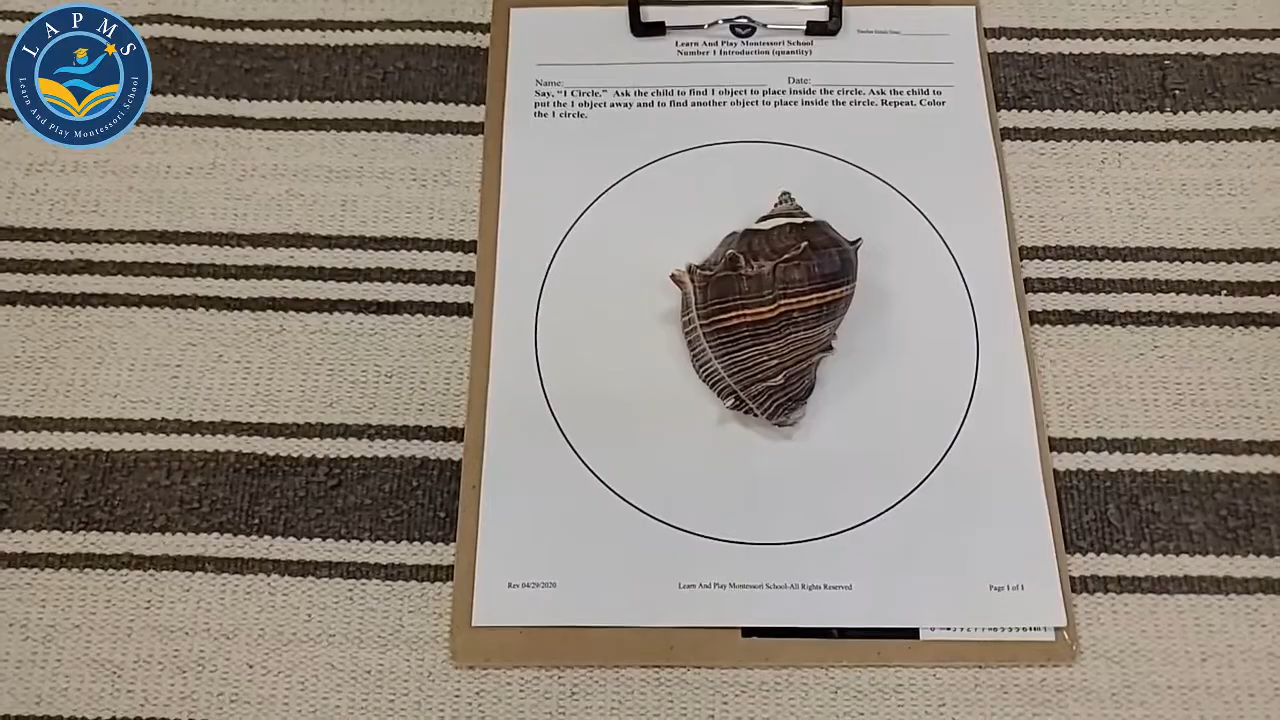 LAPMS
Learn And Play Montessori School
Learn And Play Montessori School
Number 1 Introduction (quantity)
Name: Date:
Say, "1 Circle." Ask the child to find 1 object to place inside the circle. Ask the child to
put the 1 object away and to find another object to place inside the circle. Repeat. Color
the 1 circle.
Rev 04/29/2020 Learn And Play Montessori School-All Rights Reserved Page 1 of 1